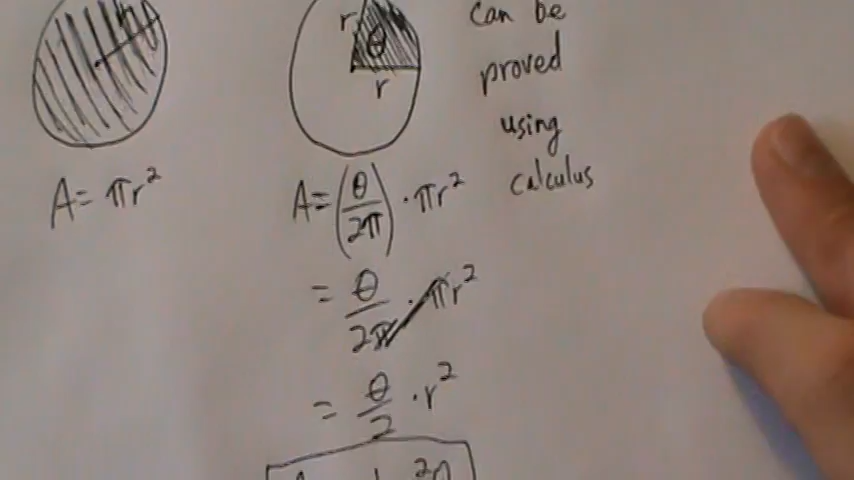 r
θ
r
can be
proved
using
calculus
A = πr²
A = (θ/2π) · πr²
= θ/2π · πr²
= θ/2 · r²